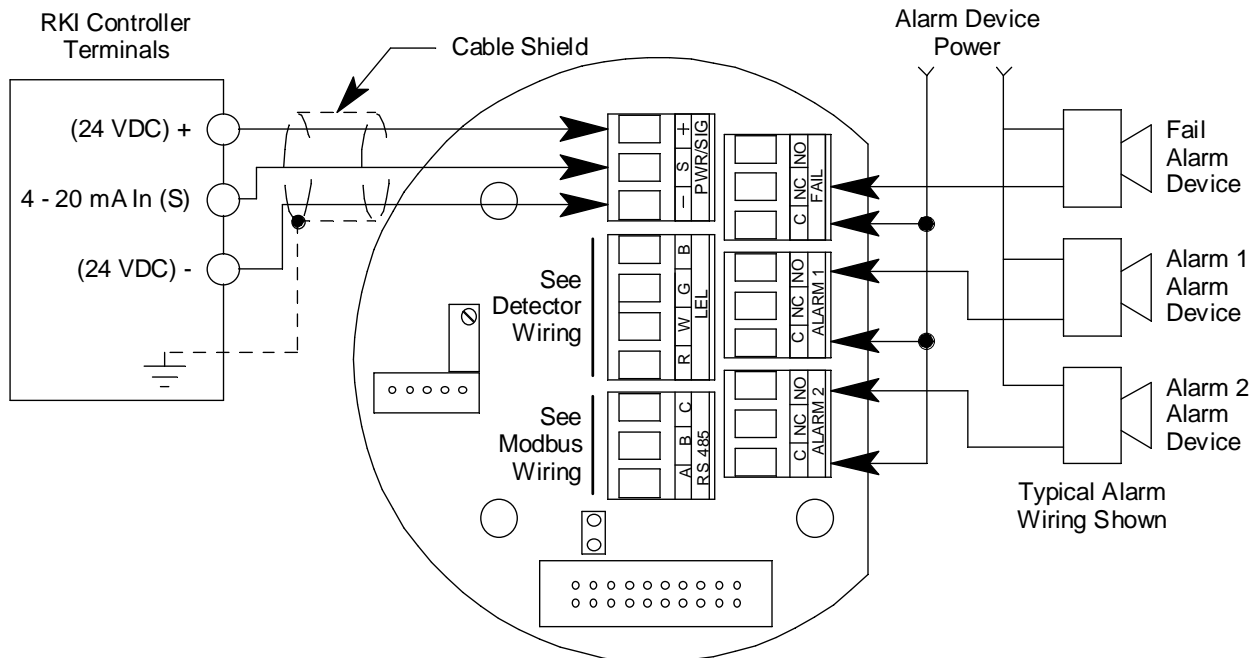 RKI Controller
Terminals
Cable Shield
Alarm Device
Power
(24 VDC) +
4 - 20 mA In (S)
(24 VDC) -
+
S
−
PWR/SIG
See
Detector
Wiring
B
G
W
R
LEL
See
Modbus
Wiring
C
B
A
RS 485
NO
NC
C
FAIL
NO
NC
C
ALARM 1
NO
NC
C
ALARM 2
Fail
Alarm
Device
Alarm 1
Alarm
Device
Alarm 2
Alarm
Device
Typical Alarm
Wiring Shown